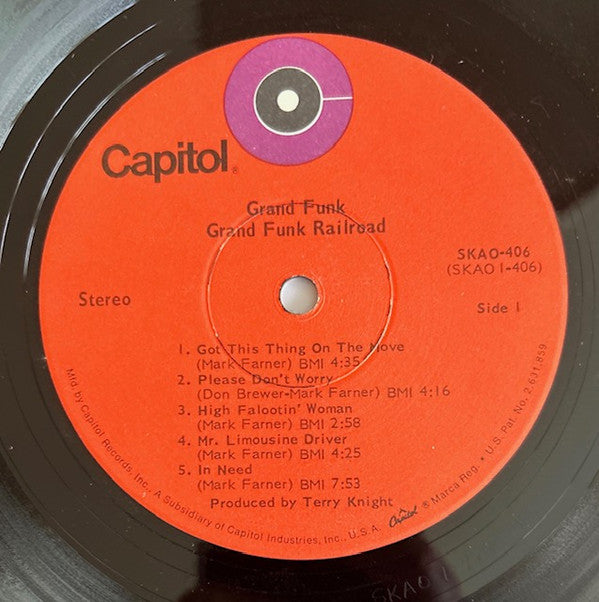 Capitol®
Grand Funk
Grand Funk Railroad
SKAO-406
(SKAO 1-406)
Stereo
Side 1
1. Got This Thing On The Move
(Mark Farner) BMI 4:35
2. Please Don't Worry
(Don Brewer-Mark Farner) BMI 4:16
3. High Falootin' Woman
(Mark Farner) BMI 2:58
4. Mr. Limousine Driver
(Mark Farner) BMI 4:25
5. In Need
(Mark Farner) BMI 7:53
Produced by Terry Knight
Mfd. by Capitol Records, Inc., A Subsidiary of Capitol Industries, Inc., U.S.A. Capitol ® Marca Reg. • U.S. Pat. No. 2,631,859
SKAO 1